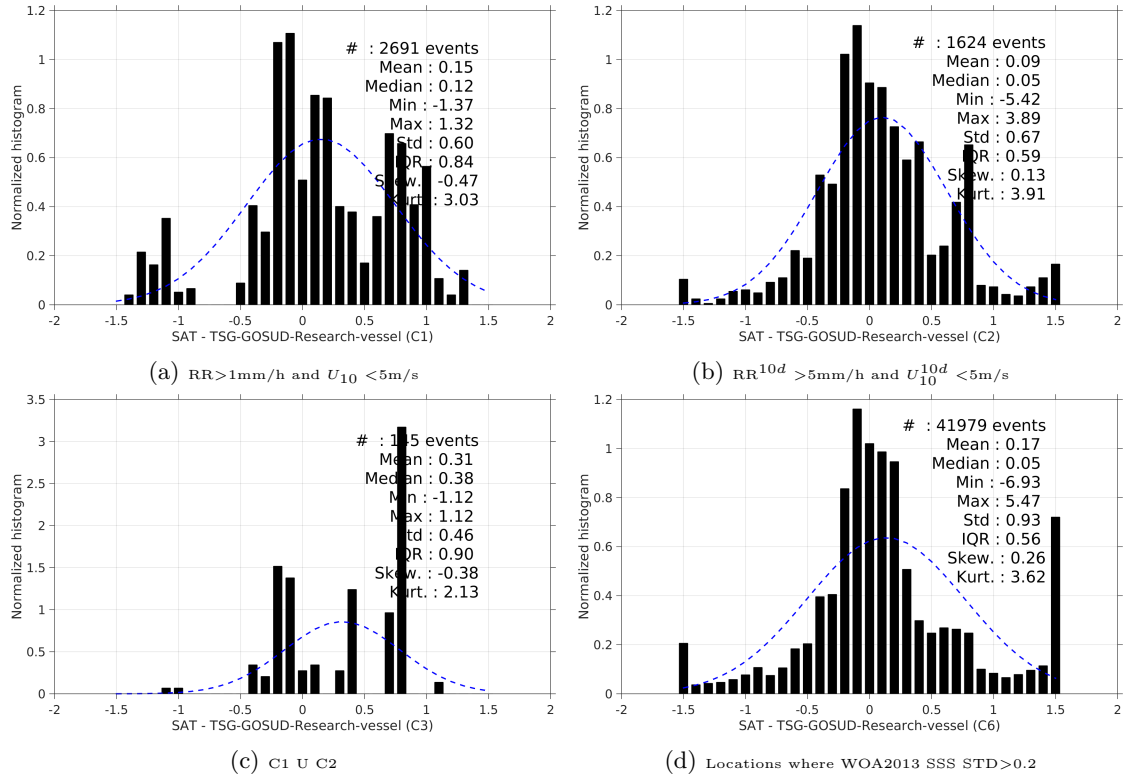 1.2
1
0.8
0.6
0.4
0.2
0
Normalized histogram
# : 2691 events
Mean : 0.15
Median : 0.12
Min : -1.37
Max : 1.32
Std : 0.60
IQR : 0.84
Skew. : -0.47
Kurt. : 3.03
-2 -1.5 -1 -0.5 0 0.5 1 1.5 2
SAT - TSG-GOSUD-Research-vessel (C1)
(a) RR>1mm/h and U10 <5m/s
1.2
1
0.8
0.6
0.4
0.2
0
Normalized histogram
# : 1624 events
Mean : 0.09
Median : 0.05
Min : -5.42
Max : 3.89
Std : 0.67
IQR : 0.59
Skew. : 0.13
Kurt. : 3.91
-2 -1.5 -1 -0.5 0 0.5 1 1.5 2
SAT - TSG-GOSUD-Research-vessel (C2)
(b) RR10d >5mm/h and U10d10 <5m/s
3.5
3
2.5
2
1.5
1
0.5
0
Normalized histogram
# : 145 events
Mean : 0.31
Median : 0.38
Min : -1.12
Max : 1.12
Std : 0.46
IQR : 0.90
Skew. : -0.38
Kurt. : 2.13
-2 -1.5 -1 -0.5 0 0.5 1 1.5 2
SAT - TSG-GOSUD-Research-vessel (C3)
(c) C1 U C2
1.2
1
0.8
0.6
0.4
0.2
0
Normalized histogram
# : 41979 events
Mean : 0.17
Median : 0.05
Min : -6.93
Max : 5.47
Std : 0.93
IQR : 0.56
Skew. : 0.26
Kurt. : 3.62
-2 -1.5 -1 -0.5 0 0.5 1 1.5 2
SAT - TSG-GOSUD-Research-vessel (C6)
(d) Locations where WOA2013 SSS STD>0.2